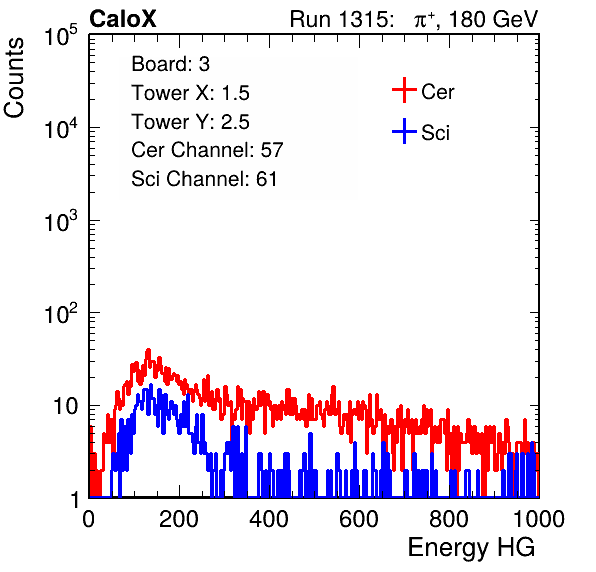 CaloX Run 1315: π⁺, 180 GeV
Counts
10⁵
10⁴
10³
10²
10
1
Board: 3
Tower X: 1.5
Tower Y: 2.5
Cer Channel: 57
Sci Channel: 61
Cer
Sci
0 200 400 600 800 1000
Energy HG